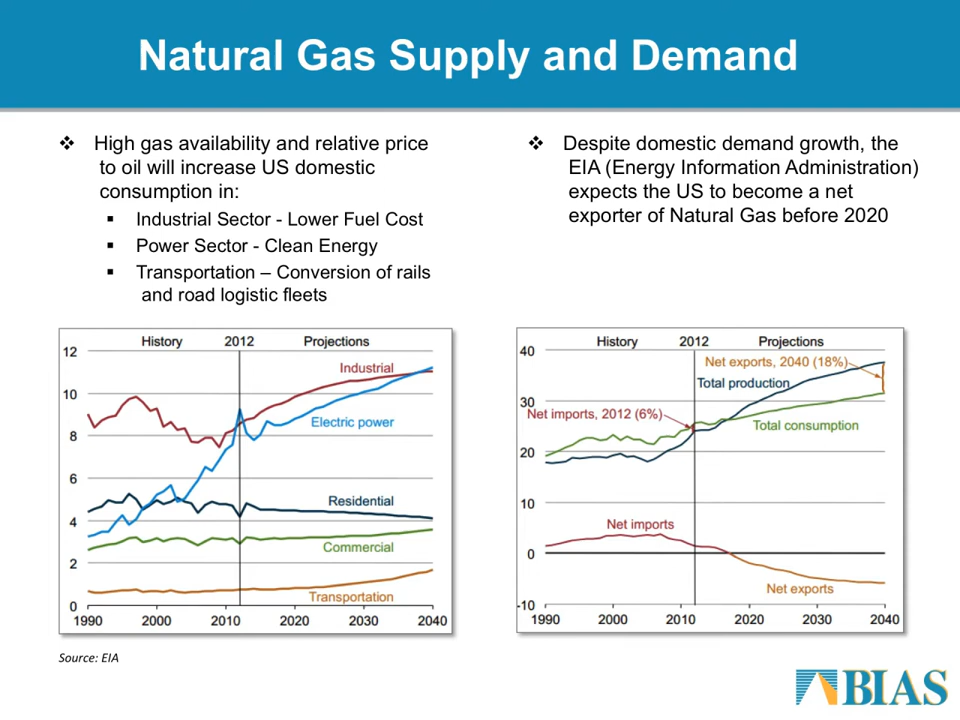 Natural Gas Supply and Demand
❖ High gas availability and relative price
to oil will increase US domestic
consumption in:
▪ Industrial Sector - Lower Fuel Cost
▪ Power Sector - Clean Energy
▪ Transportation – Conversion of rails
and road logistic fleets
❖ Despite domestic demand growth, the
EIA (Energy Information Administration)
expects the US to become a net
exporter of Natural Gas before 2020
History 2012 Projections
12
Industrial
10
Electric power
8
6
Residential
4
Commercial
2
Transportation
0
1990 2000 2010 2020 2030 2040
History 2012 Projections
40
Net exports, 2040 (18%)
Total production
30
Net imports, 2012 (6%)
Total consumption
20
10
Net imports
0
Net exports
-10
1990 2000 2010 2020 2030 2040
Source: EIA
BIAS